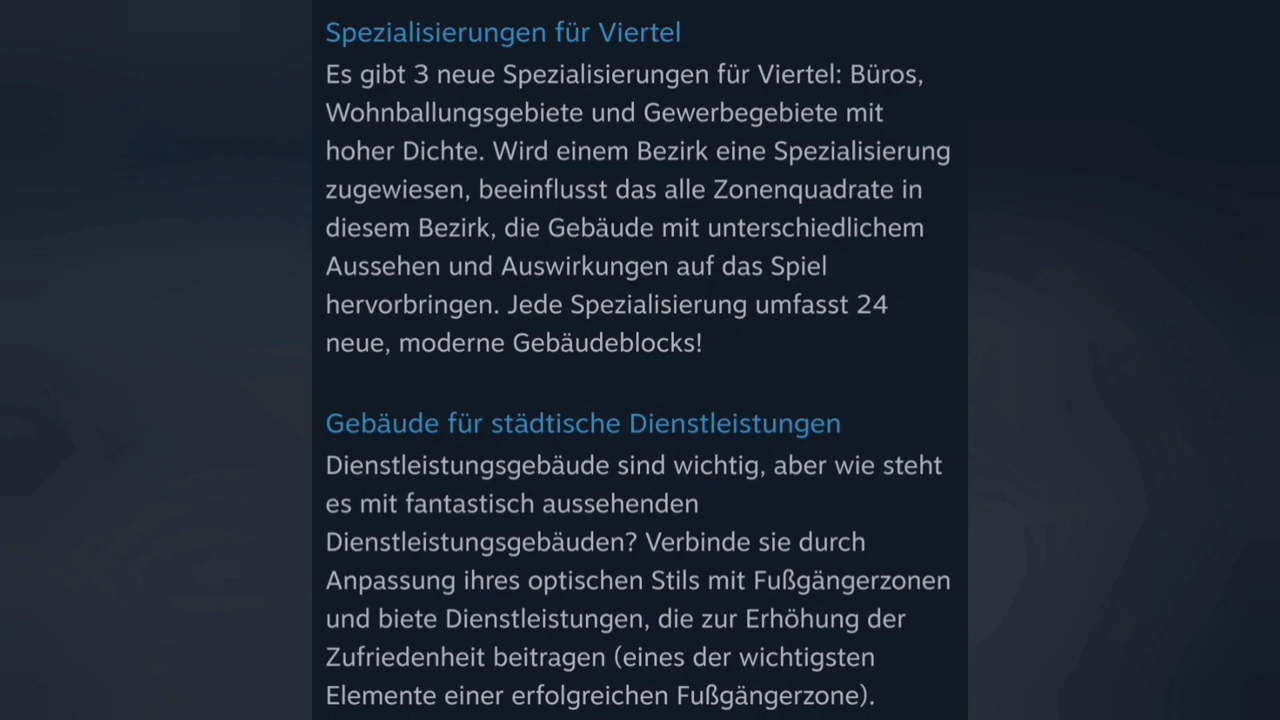 Spezialisierungen für Viertel
Es gibt 3 neue Spezialisierungen für Viertel: Büros,
Wohnballungsgebiete und Gewerbegebiete mit
hoher Dichte. Wird einem Bezirk eine Spezialisierung
zugewiesen, beeinflusst das alle Zonenquadrate in
diesem Bezirk, die Gebäude mit unterschiedlichem
Aussehen und Auswirkungen auf das Spiel
hervorbringen. Jede Spezialisierung umfasst 24
neue, moderne Gebäudeblocks!
Gebäude für städtische Dienstleistungen
Dienstleistungsgebäude sind wichtig, aber wie steht
es mit fantastisch aussehenden
Dienstleistungsgebäuden? Verbinde sie durch
Anpassung ihres optischen Stils mit Fußgängerzonen
und biete Dienstleistungen, die zur Erhöhung der
Zufriedenheit beitragen (eines der wichtigsten
Elemente einer erfolgreichen Fußgängerzone).